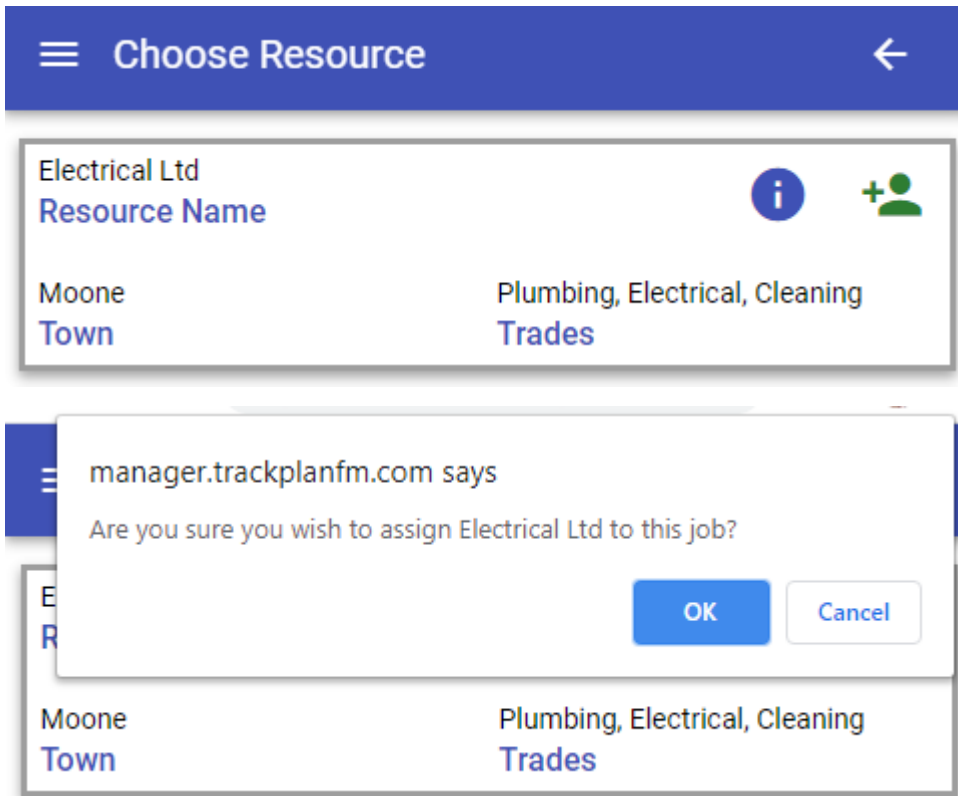 Choose Resource
Electrical Ltd
Resource Name
Moone
Plumbing, Electrical, Cleaning
Town
Trades
manager.trackplanfm.com says
Are you sure you wish to assign Electrical Ltd to this job?
OK
Cancel
E
R
Moone
Plumbing, Electrical, Cleaning
Town
Trades